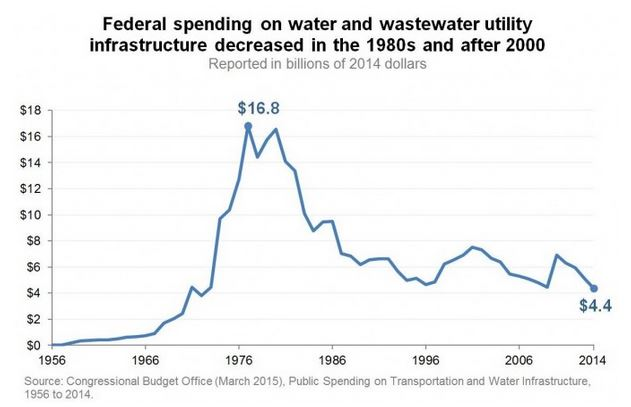 Federal spending on water and wastewater utility
infrastructure decreased in the 1980s and after 2000
Reported in billions of 2014 dollars
$16.8
$18
$16
$14
$12
$10
$8
$6
$4
$2
$0
$4.4
1956 1966 1976 1986 1996 2006 2014
Source: Congressional Budget Office (March 2015), Public Spending on Transportation and Water Infrastructure,
1956 to 2014.